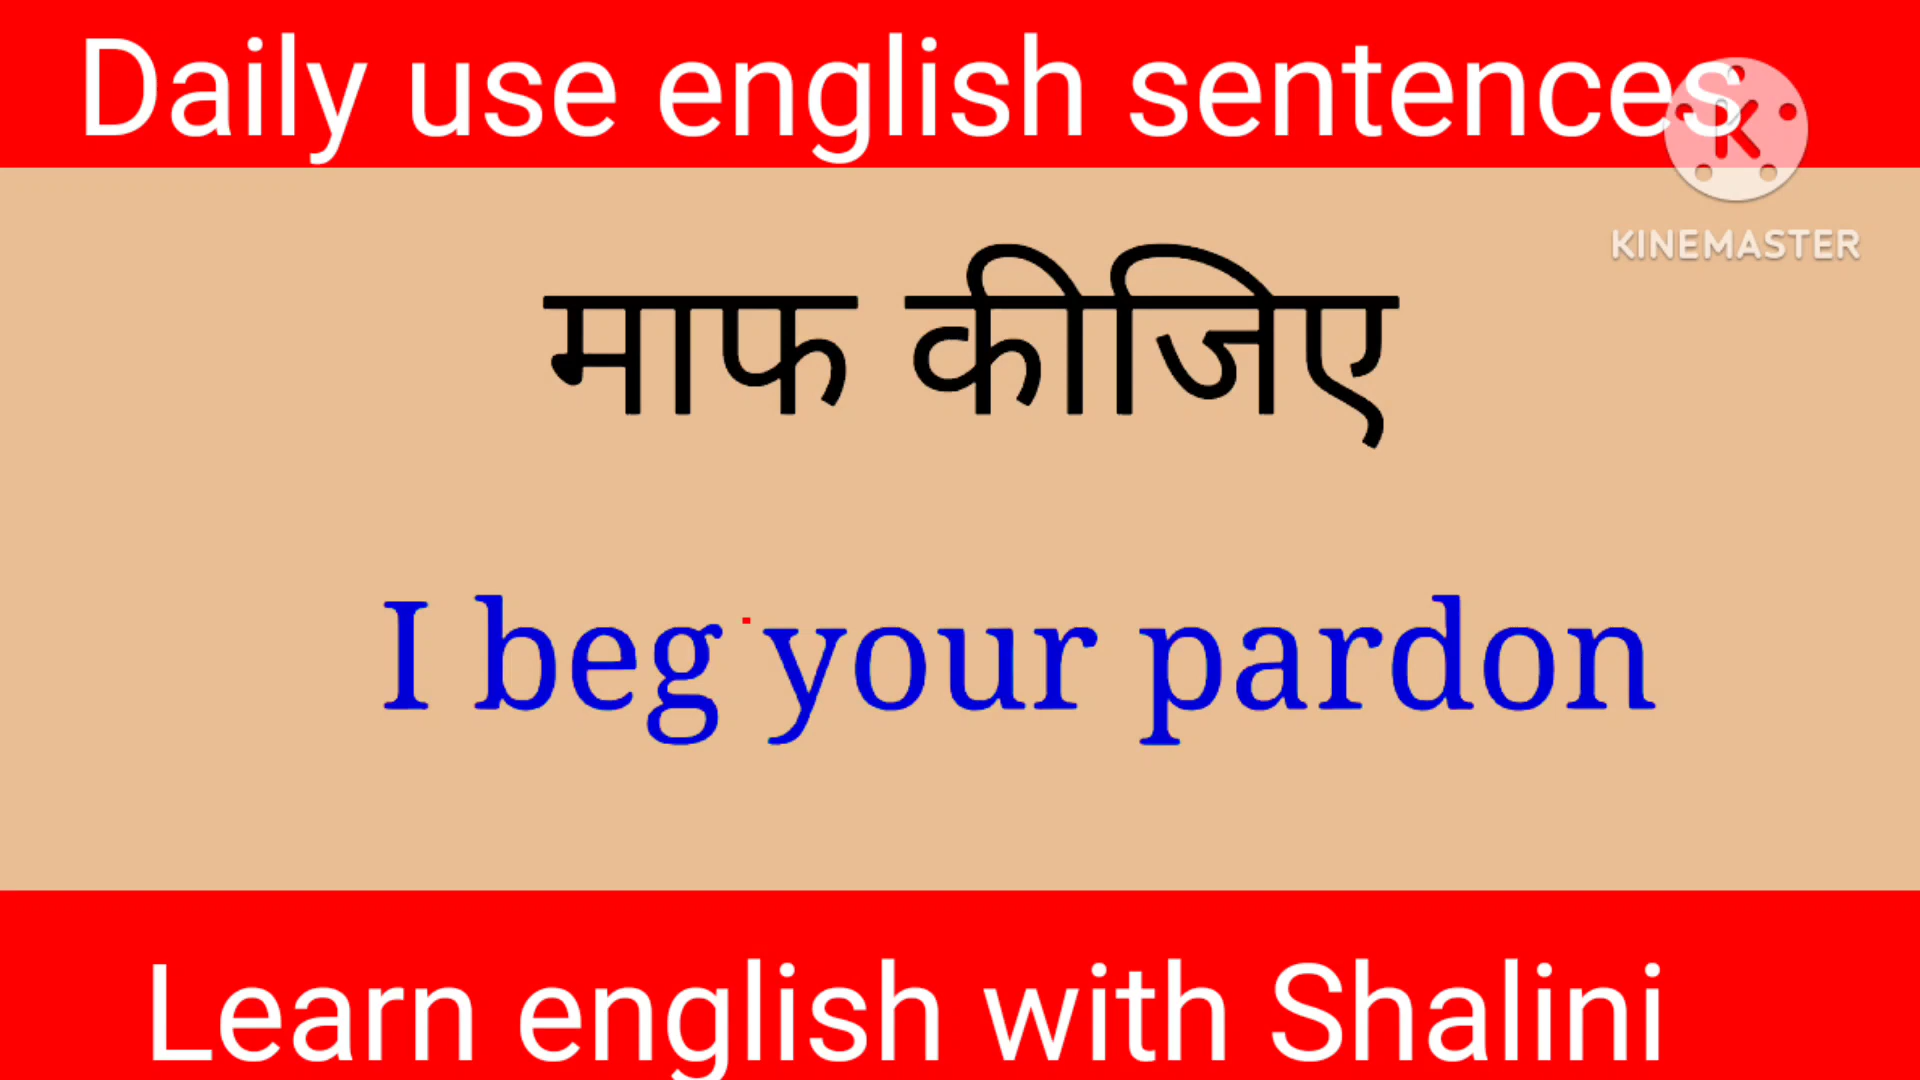 Daily use english sentences
K
KINEMASTER
माफ कीजिए
I beg your pardon
Learn english with Shalini